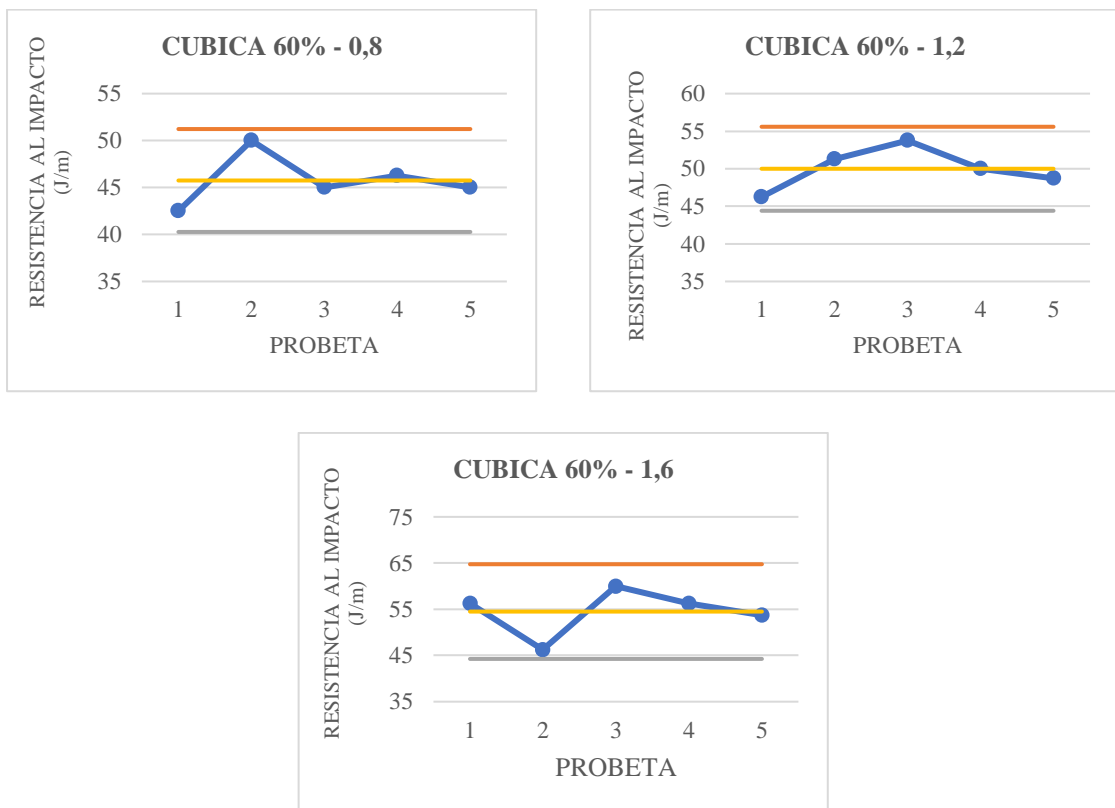 CUBICA 60% - 0,8
RESISTENCIA AL IMPACTO
(J/m)
55
50
45
40
35
1 2 3 4 5
PROBETA
CUBICA 60% - 1,2
RESISTENCIA AL IMPACTO
(J/m)
60
55
50
45
40
35
1 2 3 4 5
PROBETA
CUBICA 60% - 1,6
RESISTENCIA AL IMPACTO
(J/m)
75
65
55
45
35
1 2 3 4 5
PROBETA